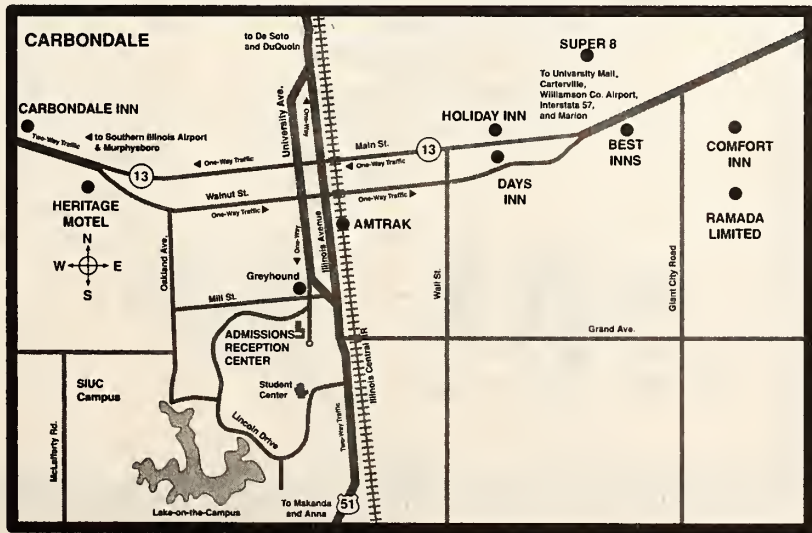 CARBONDALE
to De Soto
and DuQuoin
SUPER 8
To University Mall,
Carterville,
Williamson Co. Airport,
Interstata 57,
and Marion
CARBONDALE INN
Two-Way Traffic
to Southern Illinois Airport
& Murphysboro
University Ave.
One-Way
HOLIDAY INN
Main St.
13
One-Way Traffic
One-Way Traffic
13
BEST
INNS
COMFORT
INN
Walnut St.
One-Way Traffic
One-Way Traffic
DAYS
INN
HERITAGE
MOTEL
RAMADA
LIMITED
AMTRAK
N
W E
S
Oakland Ave.
One-Way
Illinois Avenue
Wall St.
Giant City Road
Greyhound
Mill St.
ADMISSIONS
RECEPTION
CENTER
Grand Ave.
Illinois Central RR
SIUC
Campus
Student
Center
Lincoln Drive
Two-Way Traffic
McLafferty Rd.
Lake-on-the-Campus
To Makanda
and Anna
51